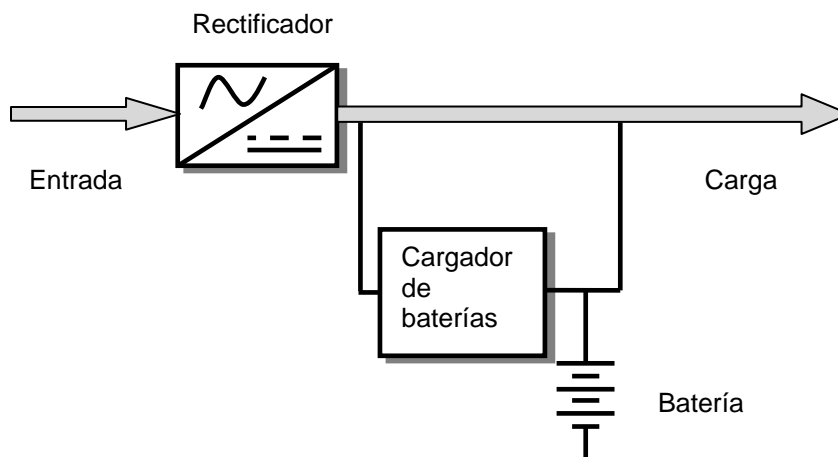 Rectificador
Entrada
Carga
Cargador
de
baterías
Batería